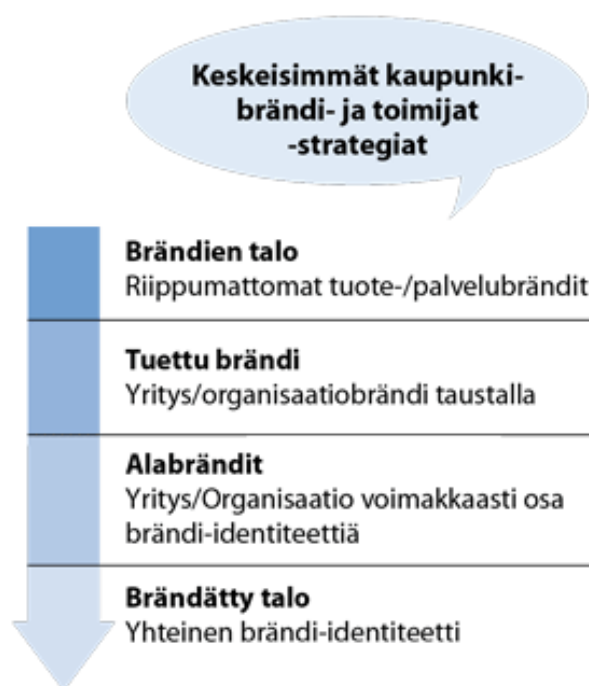 Keskeisimmät kaupunki-
brändi- ja toimijat
-strategiat
Brändien talo
Riippumattomat tuote-/palvelubrändit
Tuettu brändi
Yritys/organisaatiobrändi taustalla
Alabrändit
Yritys/Organisaatio voimakkaasti osa
brändi-identiteettiä
Brändätty talo
Yhteinen brändi-identiteetti